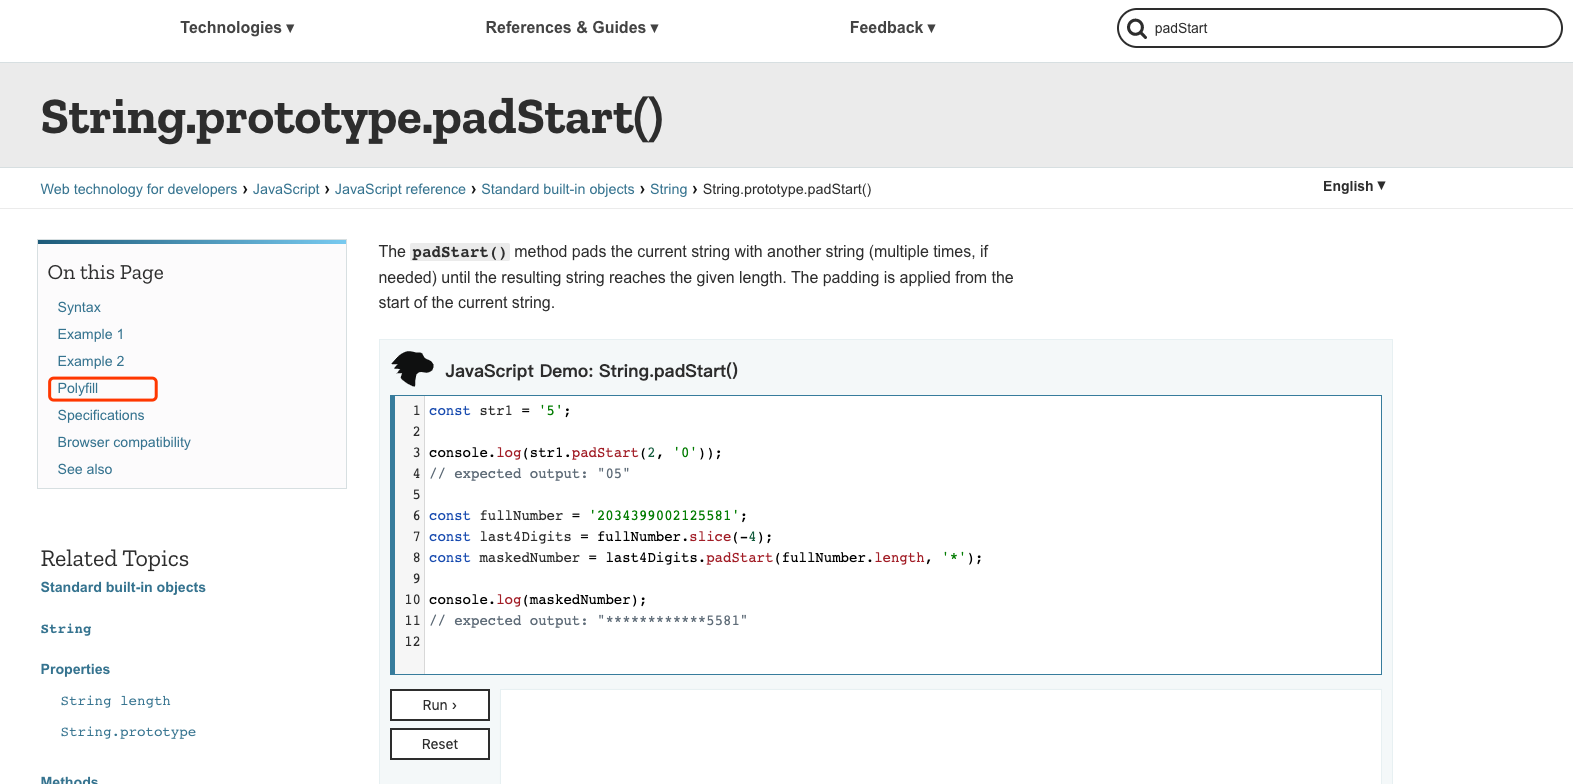 Technologies ▾ References & Guides ▾ Feedback ▾ padStart
String.prototype.padStart()
Web technology for developers › JavaScript › JavaScript reference › Standard built-in objects › String › String.prototype.padStart() English ▾
On this Page
Syntax
Example 1
Example 2
Polyfill
Specifications
Browser compatibility
See also
Related Topics
Standard built-in objects
String
Properties
String length
String.prototype
Methods
The padStart() method pads the current string with another string (multiple times, if
needed) until the resulting string reaches the given length. The padding is applied from the
start of the current string.
JavaScript Demo: String.padStart()
1 const str1 = '5';
2
3 console.log(str1.padStart(2, '0'));
4 // expected output: "05"
5
6 const fullNumber = '2034399002125581';
7 const last4Digits = fullNumber.slice(-4);
8 const maskedNumber = last4Digits.padStart(fullNumber.length, '*');
9
10 console.log(maskedNumber);
11 // expected output: "************5581"
12
Run ›
Reset